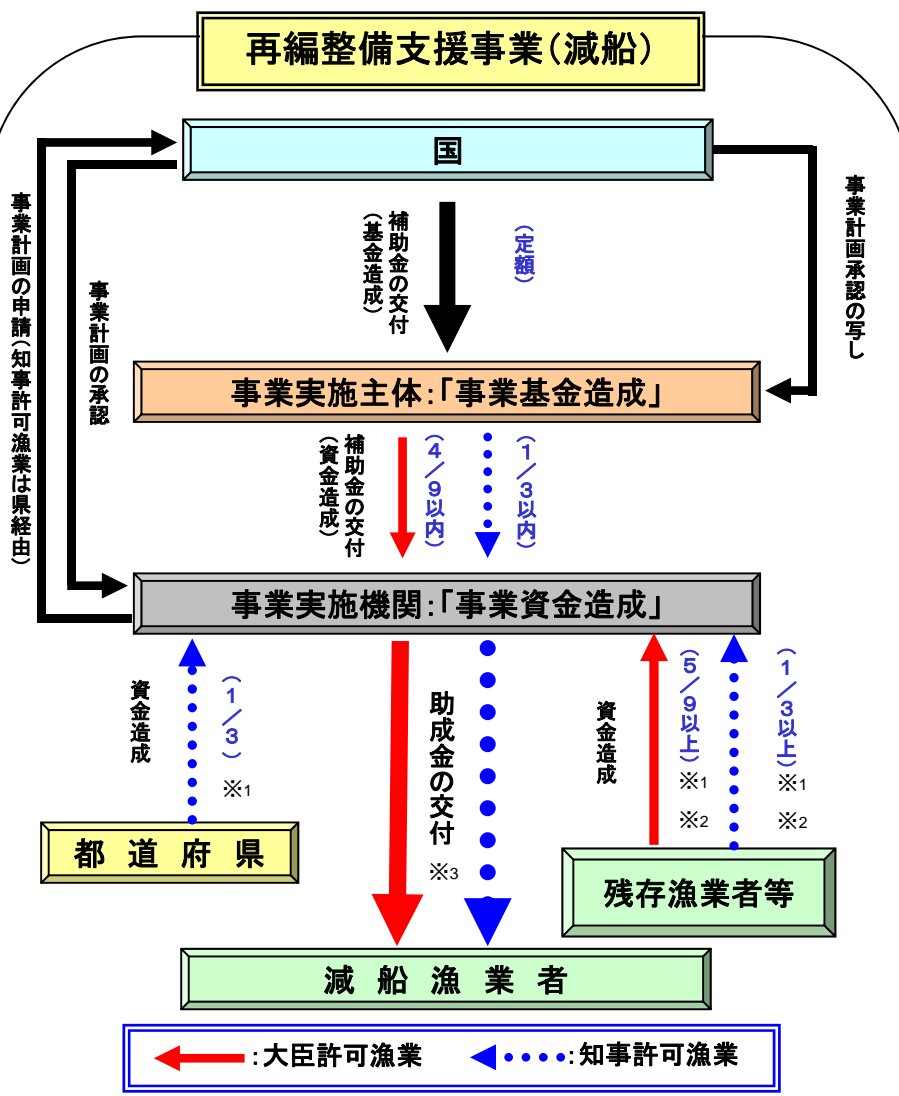 再編整備支援事業（減船）
国
事業計画の申請（知事許可漁業は県経由）
事業計画の承認
補助金の交付
（基金造成）
（定額）
事業計画承認の写し
事業実施主体：「事業基金造成」
補助金の交付
（資金造成）
（４／９以内）
（１／３以内）
事業実施機関：「事業資金造成」
資金造成
（１／３）
※1
助成金の交付
※3
資金造成
（５／９以上）
※1
※2
（１／３以上）
※1
※2
都道府県
残存漁業者等
減船漁業者
：大臣許可漁業
：知事許可漁業